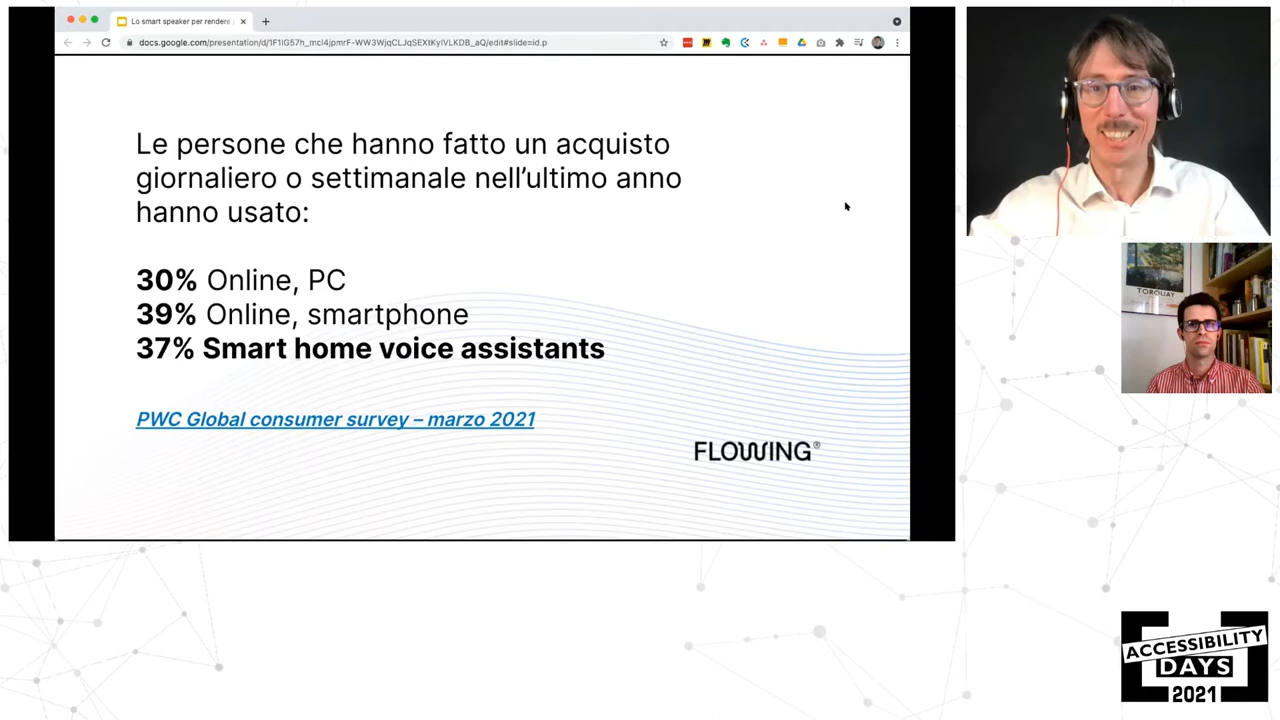 Lo smart speaker per rendere
docs.google.com/presentation/d/1F1IG57h_mcl4jpmrF-WW3WjqCLJqSEXtKyIVLKDB_aQ/edit#slide=id.p
Le persone che hanno fatto un acquisto
giornaliero o settimanale nell’ultimo anno
hanno usato:
30% Online, PC
39% Online, smartphone
37% Smart home voice assistants
PWC Global consumer survey – marzo 2021
FLOWING®
TORQUAY
ACCESSIBILITY
DAYS
2021